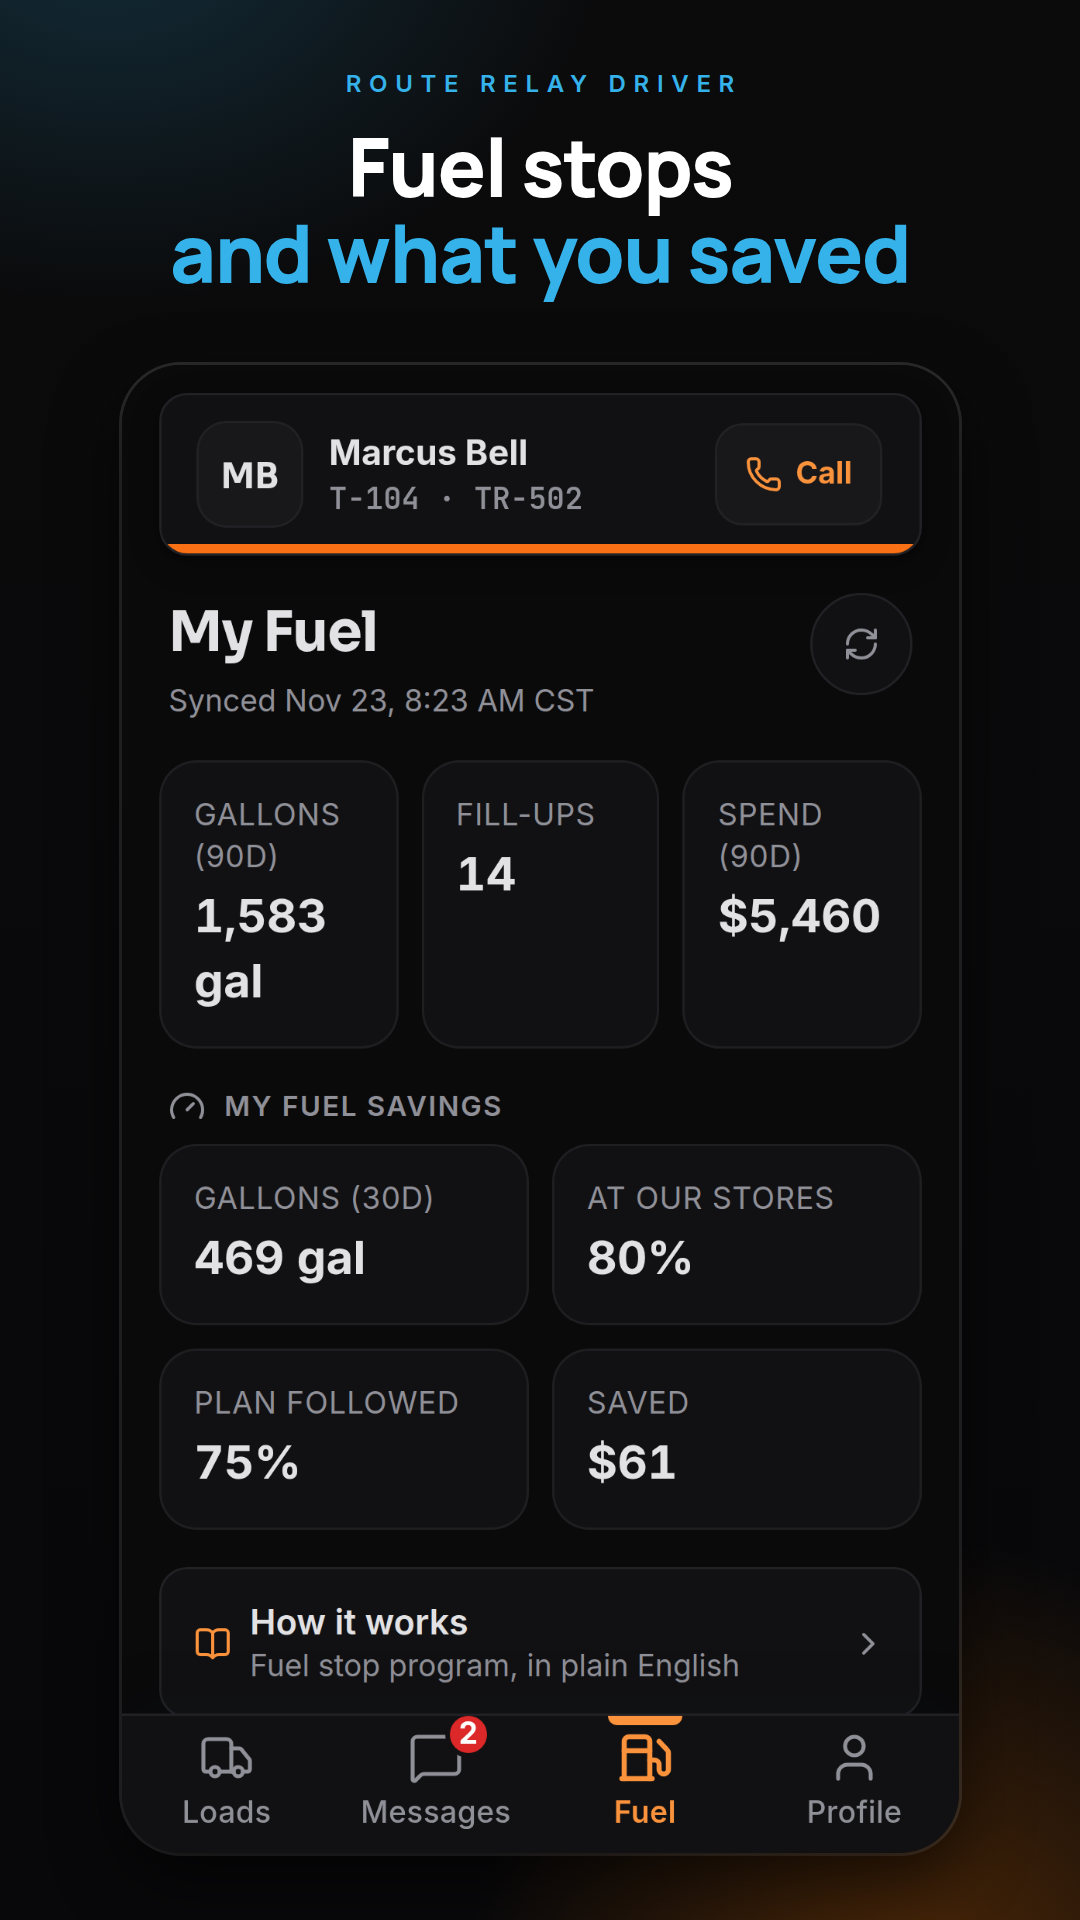 ROUTE RELAY DRIVER
Fuel stops
and what you saved
MB
Marcus Bell
T-104 · TR-502
Call
My Fuel
Synced Nov 23, 8:23 AM CST
GALLONS
(90D)
1,583
gal
FILL-UPS
14
SPEND
(90D)
$5,460
MY FUEL SAVINGS
GALLONS (30D)
469 gal
AT OUR STORES
80%
PLAN FOLLOWED
75%
SAVED
$61
How it works
Fuel stop program, in plain English
Loads
2
Messages
Fuel
Profile